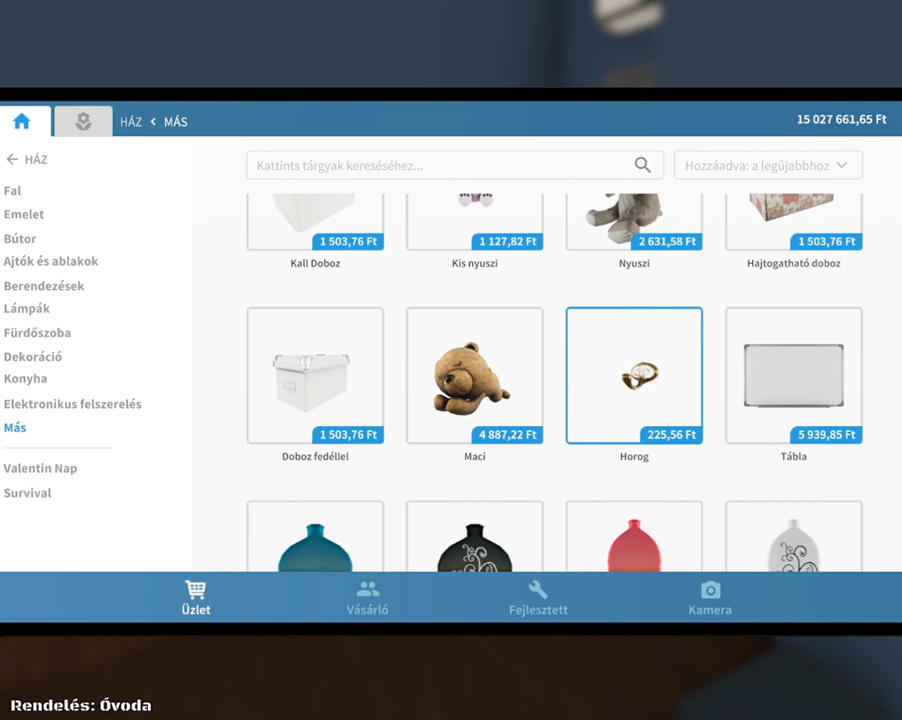 HÁZ < MÁS
15 027 661,65 Ft
← HÁZ
Kattints tárgyak kereséséhez...
Hozzáadva: a legújabbhoz
Fal
Emelet
Bútor
Ajtók és ablakok
Berendezések
Lámpák
Fürdőszoba
Dekoráció
Konyha
Elektronikus felszerelés
Más
Valentin Nap
Survival
1 503,76 Ft
1 127,82 Ft
2 631,58 Ft
1 503,76 Ft
Kall Doboz
Kis nyuszi
Nyuszi
Hajtogatható doboz
1 503,76 Ft
4 887,22 Ft
225,56 Ft
5 939,85 Ft
Doboz fedéllel
Maci
Horog
Tábla
Üzlet
Vásárló
Fejlesztett
Kamera
Rendelés: Óvoda